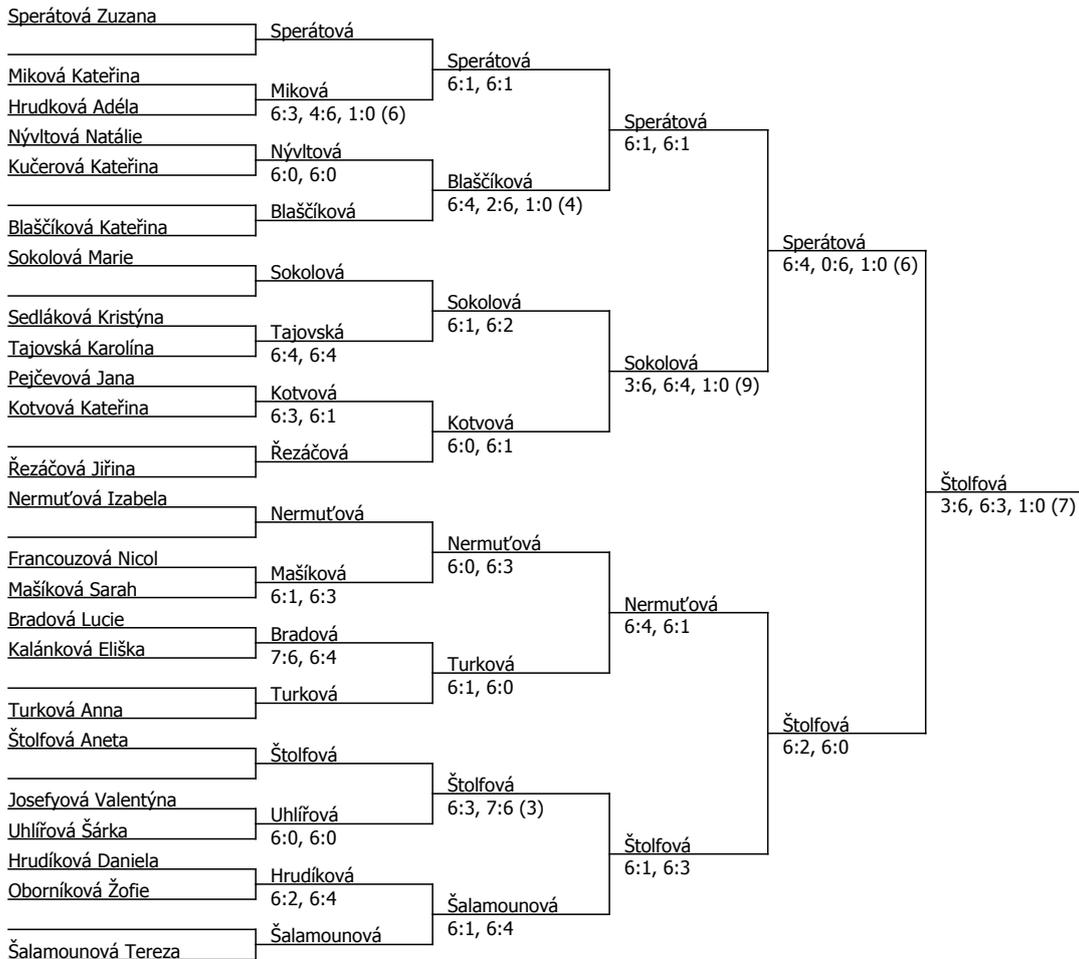 Sperátová Zuzana
Miková Kateřina
Hrudková Adéla
Nývltová Natálie
Kučerová Kateřina
Blaščíková Kateřina
Sokolová Marie
Sedláková Kristýna
Tajovská Karolína
Pejčevová Jana
Kotvová Kateřina
Řezáčová Jiřina
Nermuťová Izabela
Francouzová Nicol
Mašíková Sarah
Bradová Lucie
Kalánková Eliška
Turková Anna
Štolfová Aneta
Josefyová Valentýna
Uhlířová Šárka
Hrudíková Daniela
Oborníková Žofie
Šalamounová Tereza
Sperátová
Miková
6:3, 4:6, 1:0 (6)
Nývltová
6:0, 6:0
Blaščíková
Sokolová
Tajovská
6:4, 6:4
Kotvová
6:3, 6:1
Řezáčová
Nermuťová
Mašíková
6:1, 6:3
Bradová
7:6, 6:4
Turková
Štolfová
Uhlířová
6:0, 6:0
Hrudíková
6:2, 6:4
Šalamounová
Sperátová
6:1, 6:1
Blaščíková
6:4, 2:6, 1:0 (4)
Sokolová
6:1, 6:2
Kotvová
6:0, 6:1
Nermuťová
6:0, 6:3
Turková
6:1, 6:0
Štolfová
6:3, 7:6 (3)
Šalamounová
6:1, 6:4
Sperátová
6:1, 6:1
Sokolová
3:6, 6:4, 1:0 (9)
Nermuťová
6:4, 6:1
Štolfová
6:1, 6:3
Sperátová
6:4, 0:6, 1:0 (6)
Štolfová
6:2, 6:0
Štolfová
3:6, 6:3, 1:0 (7)